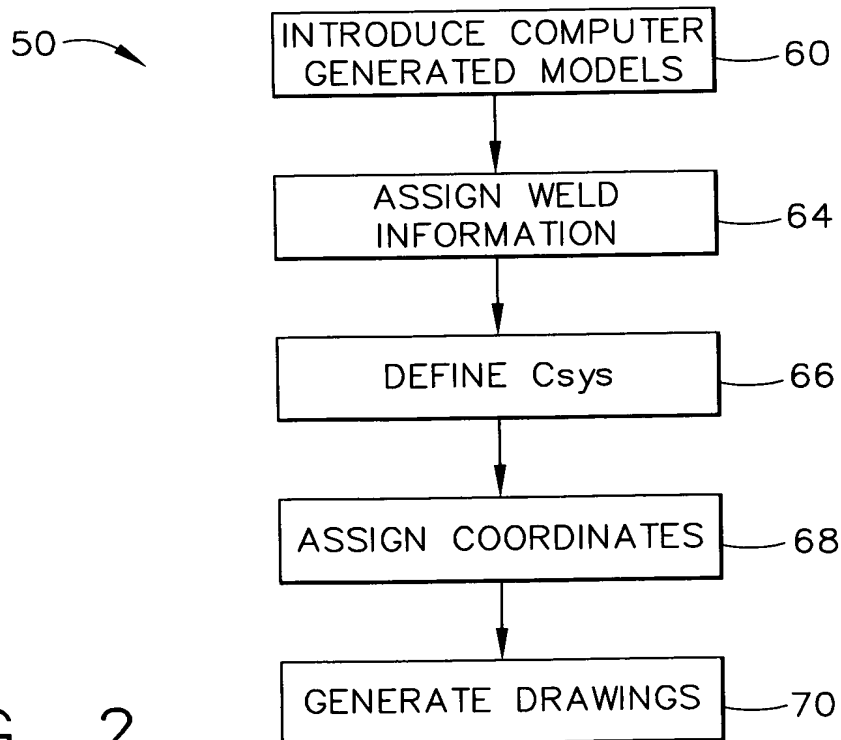 50
INTRODUCE COMPUTER
GENERATED MODELS
60
ASSIGN WELD
INFORMATION
64
DEFINE Csys
66
ASSIGN COORDINATES
68
GENERATE DRAWINGS
70
G. 2